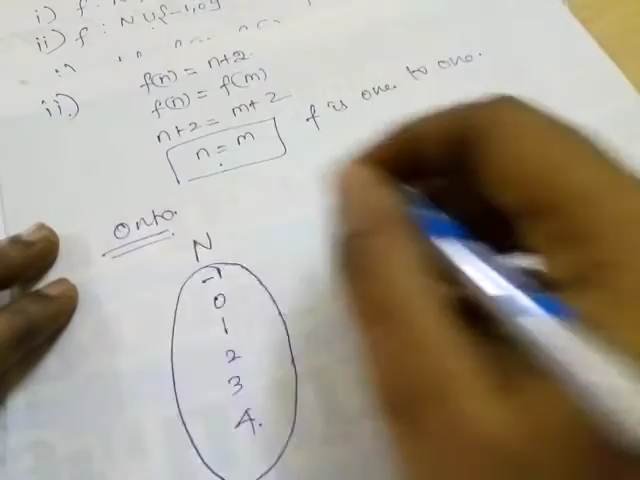 i) f : N
ii) f : N U {-1,0}
ii) f(n) = n+2
f(n) = f(m)
n+2 = m+2
n = m
f is one to one.
onto.
N
-1
0
1
2
3
4.